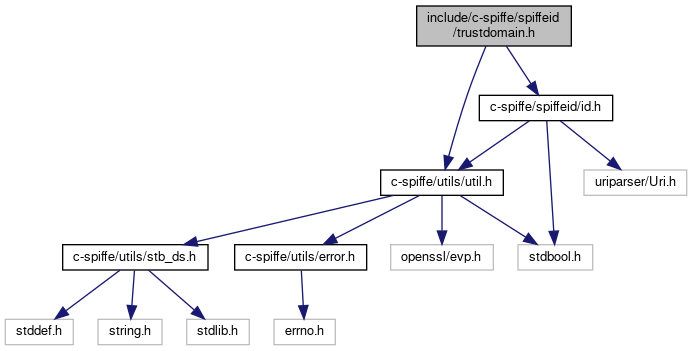 include/c-spiffe/spiffeid
/trustdomain.h
c-spiffe/spiffeid/id.h
c-spiffe/utils/util.h
uriparser/Uri.h
c-spiffe/utils/stb_ds.h
c-spiffe/utils/error.h
openssl/evp.h
stdbool.h
stddef.h
string.h
stdlib.h
errno.h